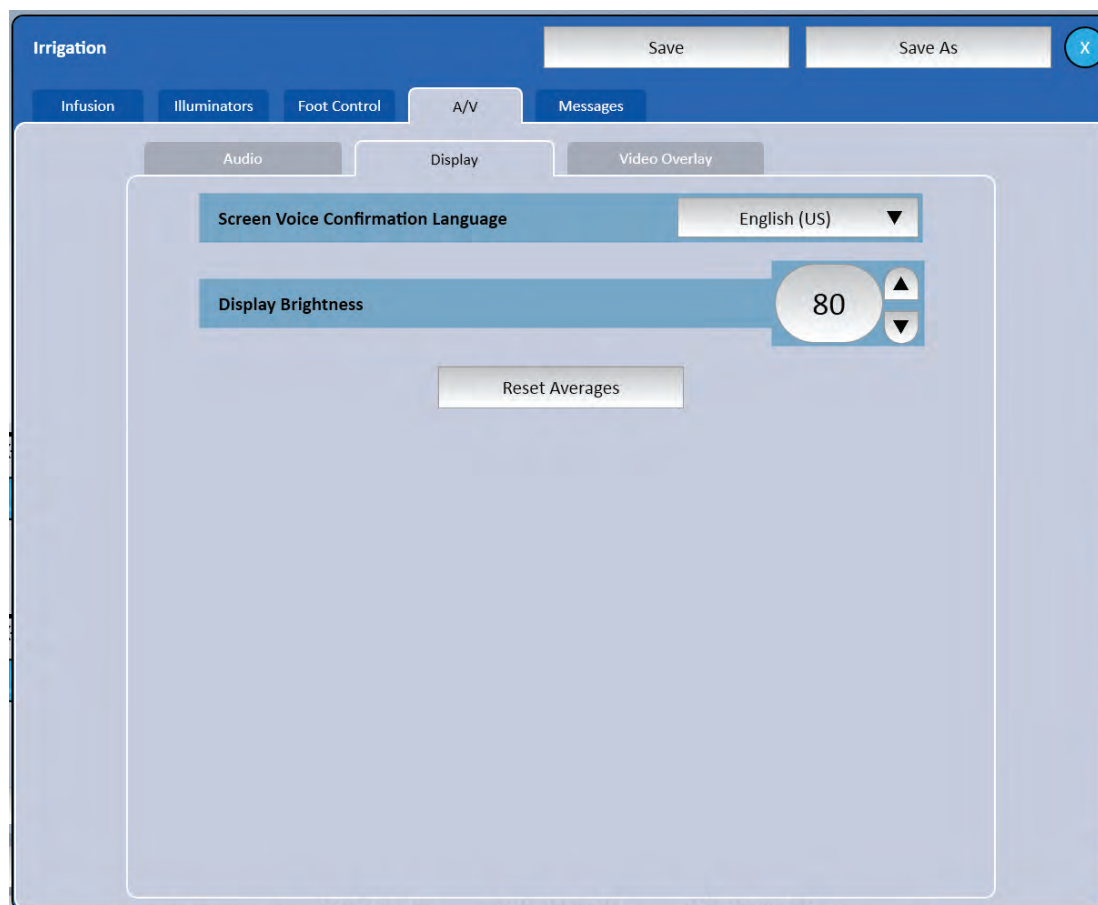 Irrigation Save Save As X
Infusion Illuminators Foot Control A/V Messages
Audio Display Video Overlay
Screen Voice Confirmation Language English (US) ▼
Display Brightness 80 ▲ ▼
Reset Averages